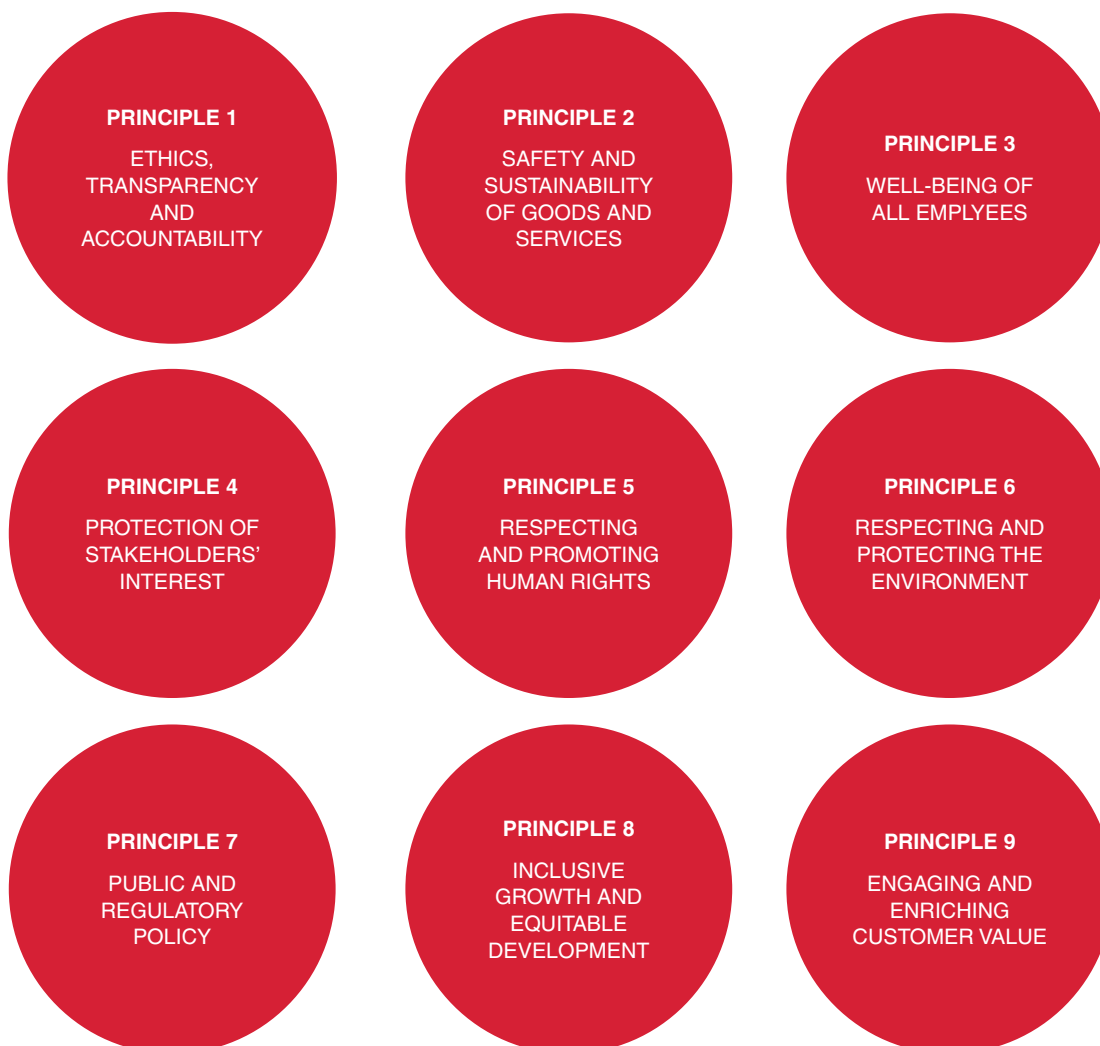 PRINCIPLE 1
ETHICS,
TRANSPARENCY
AND
ACCOUNTABILITY
PRINCIPLE 2
SAFETY AND
SUSTAINABILITY
OF GOODS AND
SERVICES
PRINCIPLE 3
WELL-BEING OF
ALL EMPLYEES
PRINCIPLE 4
PROTECTION OF
STAKEHOLDERS’
INTEREST
PRINCIPLE 5
RESPECTING
AND PROMOTING
HUMAN RIGHTS
PRINCIPLE 6
RESPECTING AND
PROTECTING THE
ENVIRONMENT
PRINCIPLE 7
PUBLIC AND
REGULATORY
POLICY
PRINCIPLE 8
INCLUSIVE
GROWTH AND
EQUITABLE
DEVELOPMENT
PRINCIPLE 9
ENGAGING AND
ENRICHING
CUSTOMER VALUE